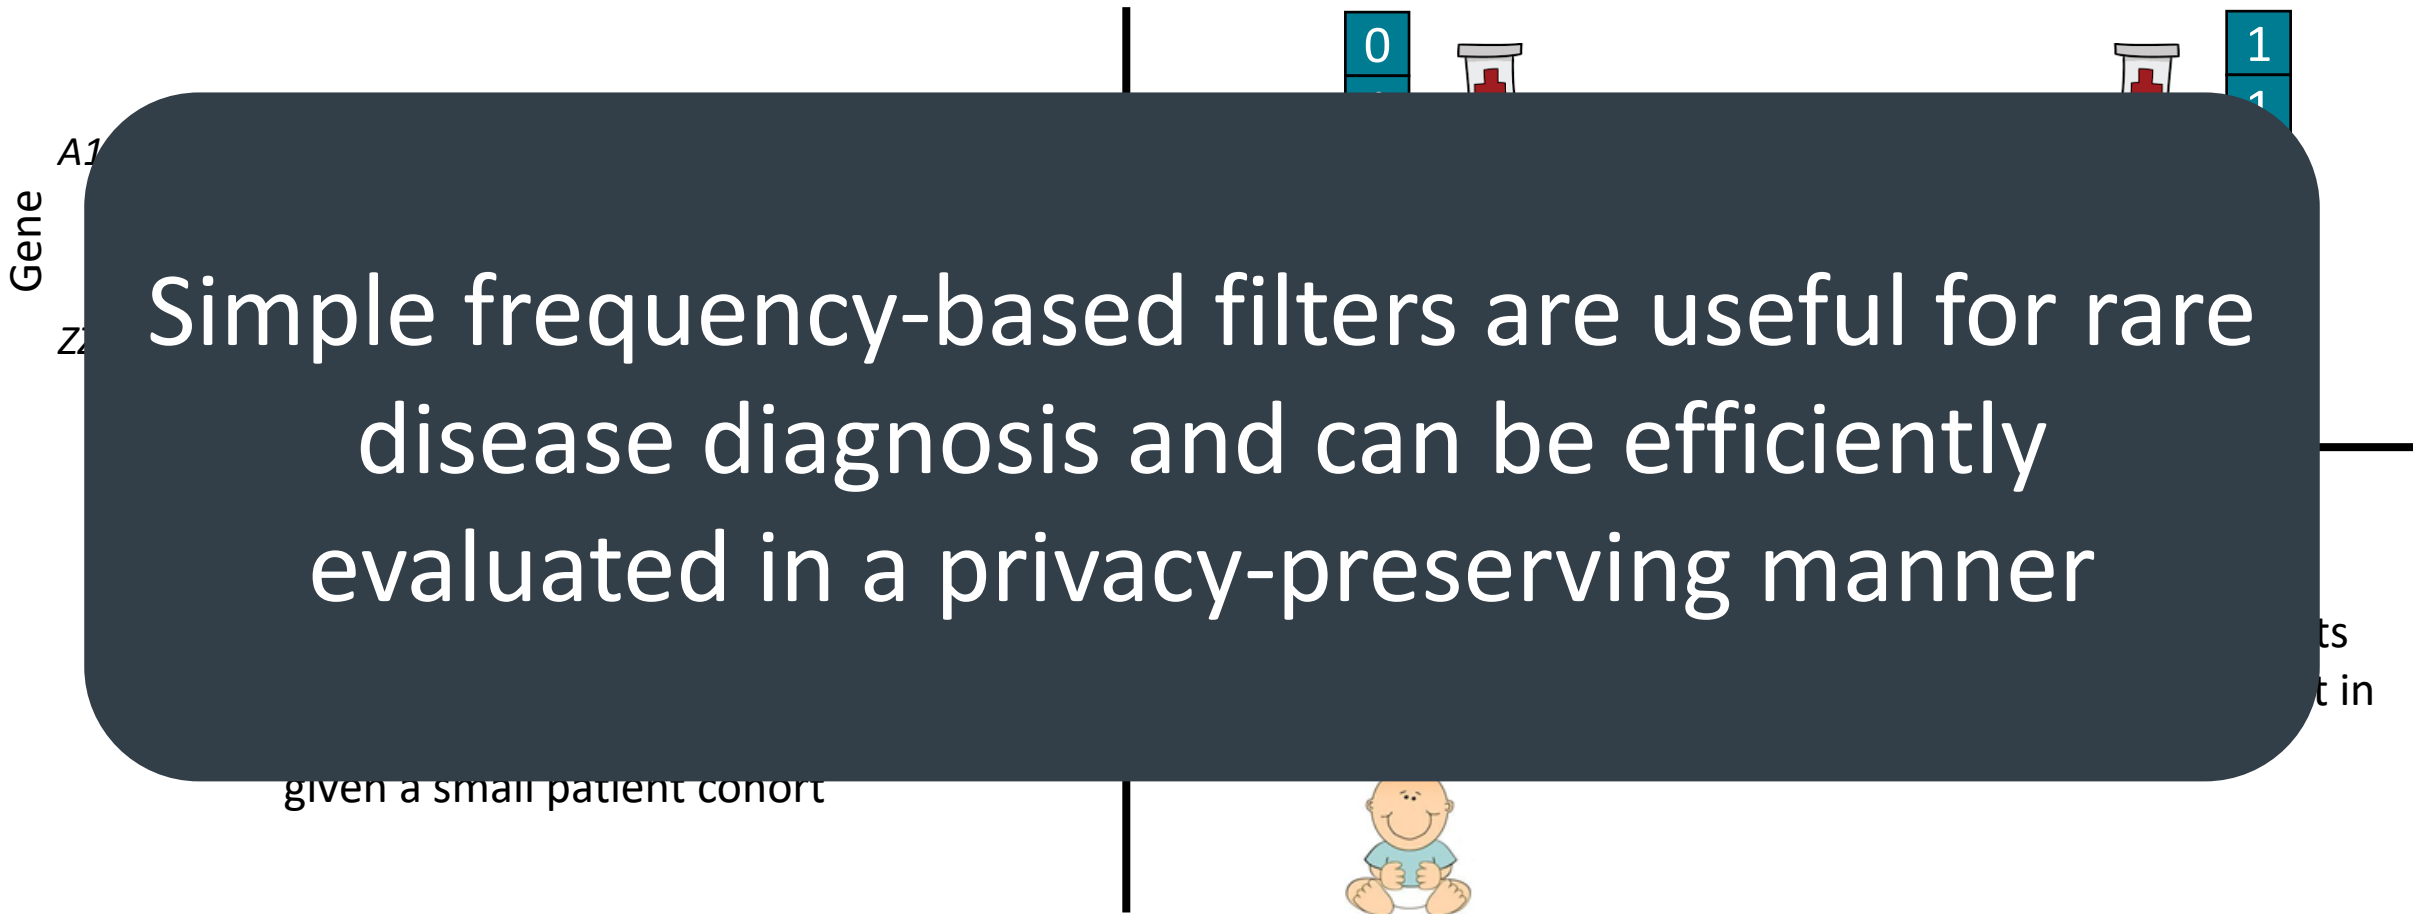 0
1
1
A1
Gene
Simple frequency-based filters are useful for rare
disease diagnosis and can be efficiently
evaluated in a privacy-preserving manner
ts
t in
given a small patient cohort